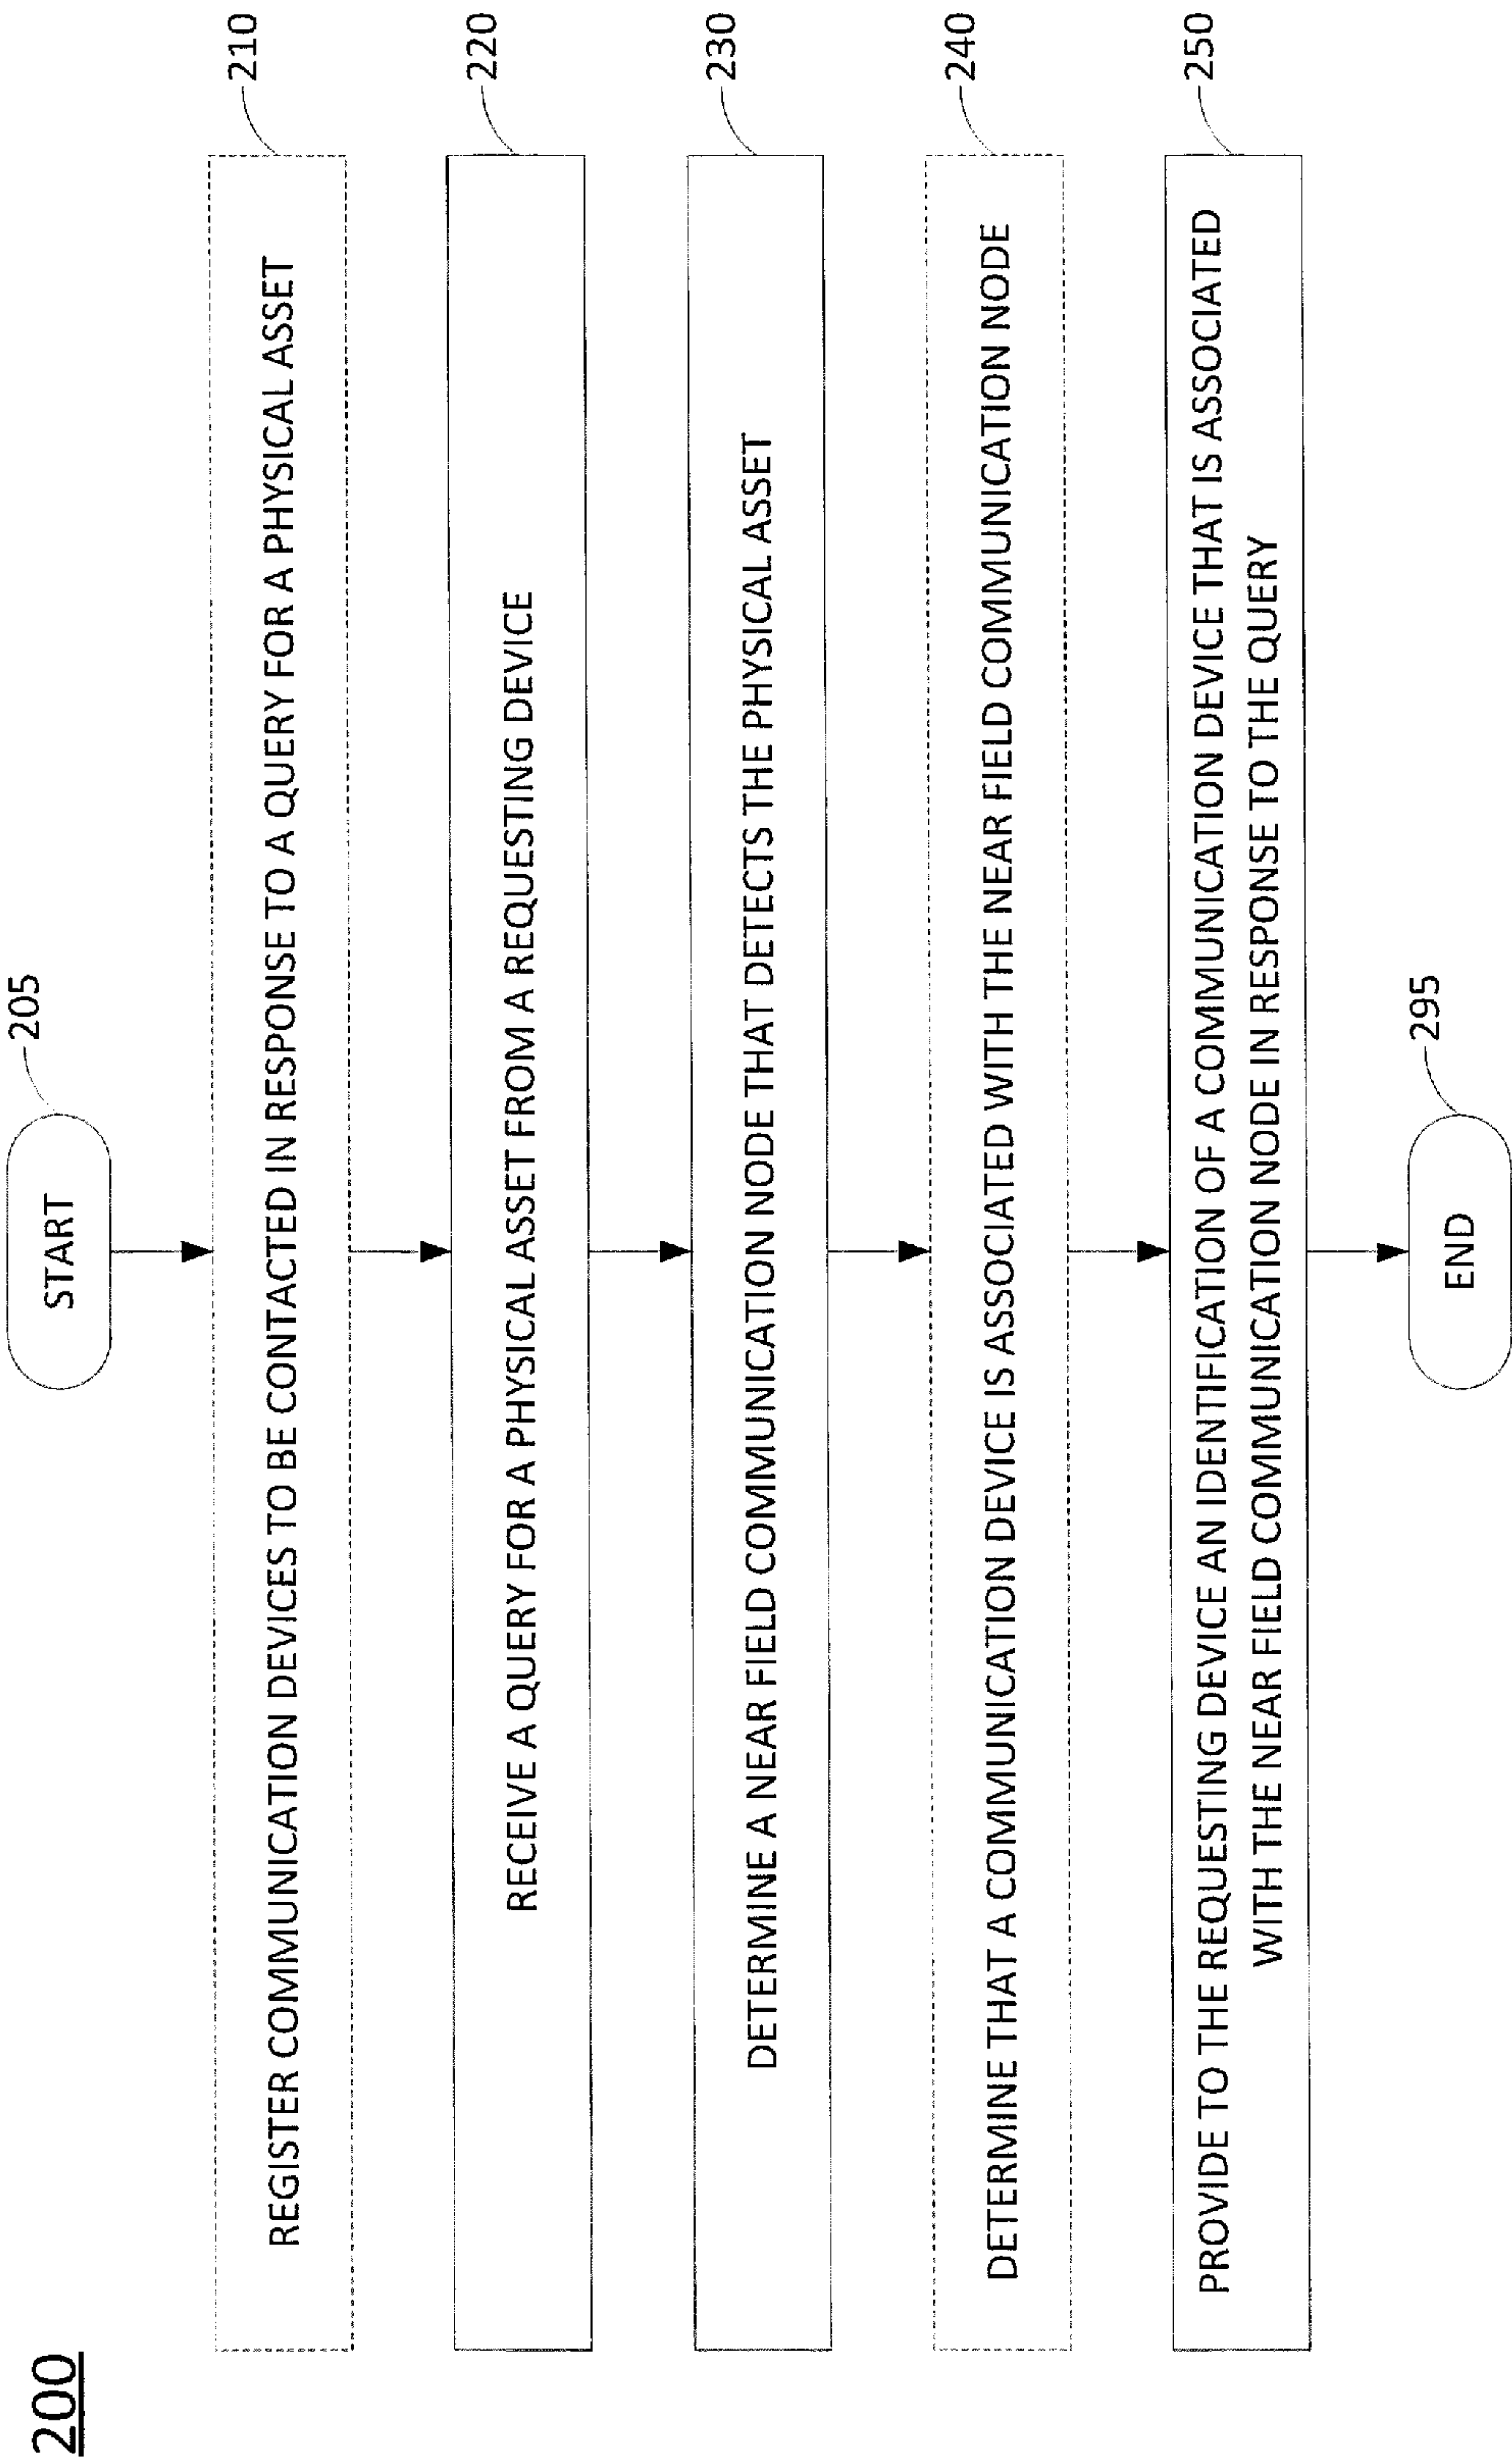 200
START
205
REGISTER COMMUNICATION DEVICES TO BE CONTACTED IN RESPONSE TO A QUERY FOR A PHYSICAL ASSET
210
RECEIVE A QUERY FOR A PHYSICAL ASSET FROM A REQUESTING DEVICE
220
DETERMINE A NEAR FIELD COMMUNICATION NODE THAT DETECTS THE PHYSICAL ASSET
230
DETERMINE THAT A COMMUNICATION DEVICE IS ASSOCIATED WITH THE NEAR FIELD COMMUNICATION NODE
240
PROVIDE TO THE REQUESTING DEVICE AN IDENTIFICATION OF A COMMUNICATION DEVICE THAT IS ASSOCIATED
WITH THE NEAR FIELD COMMUNICATION NODE IN RESPONSE TO THE QUERY
250
END
295